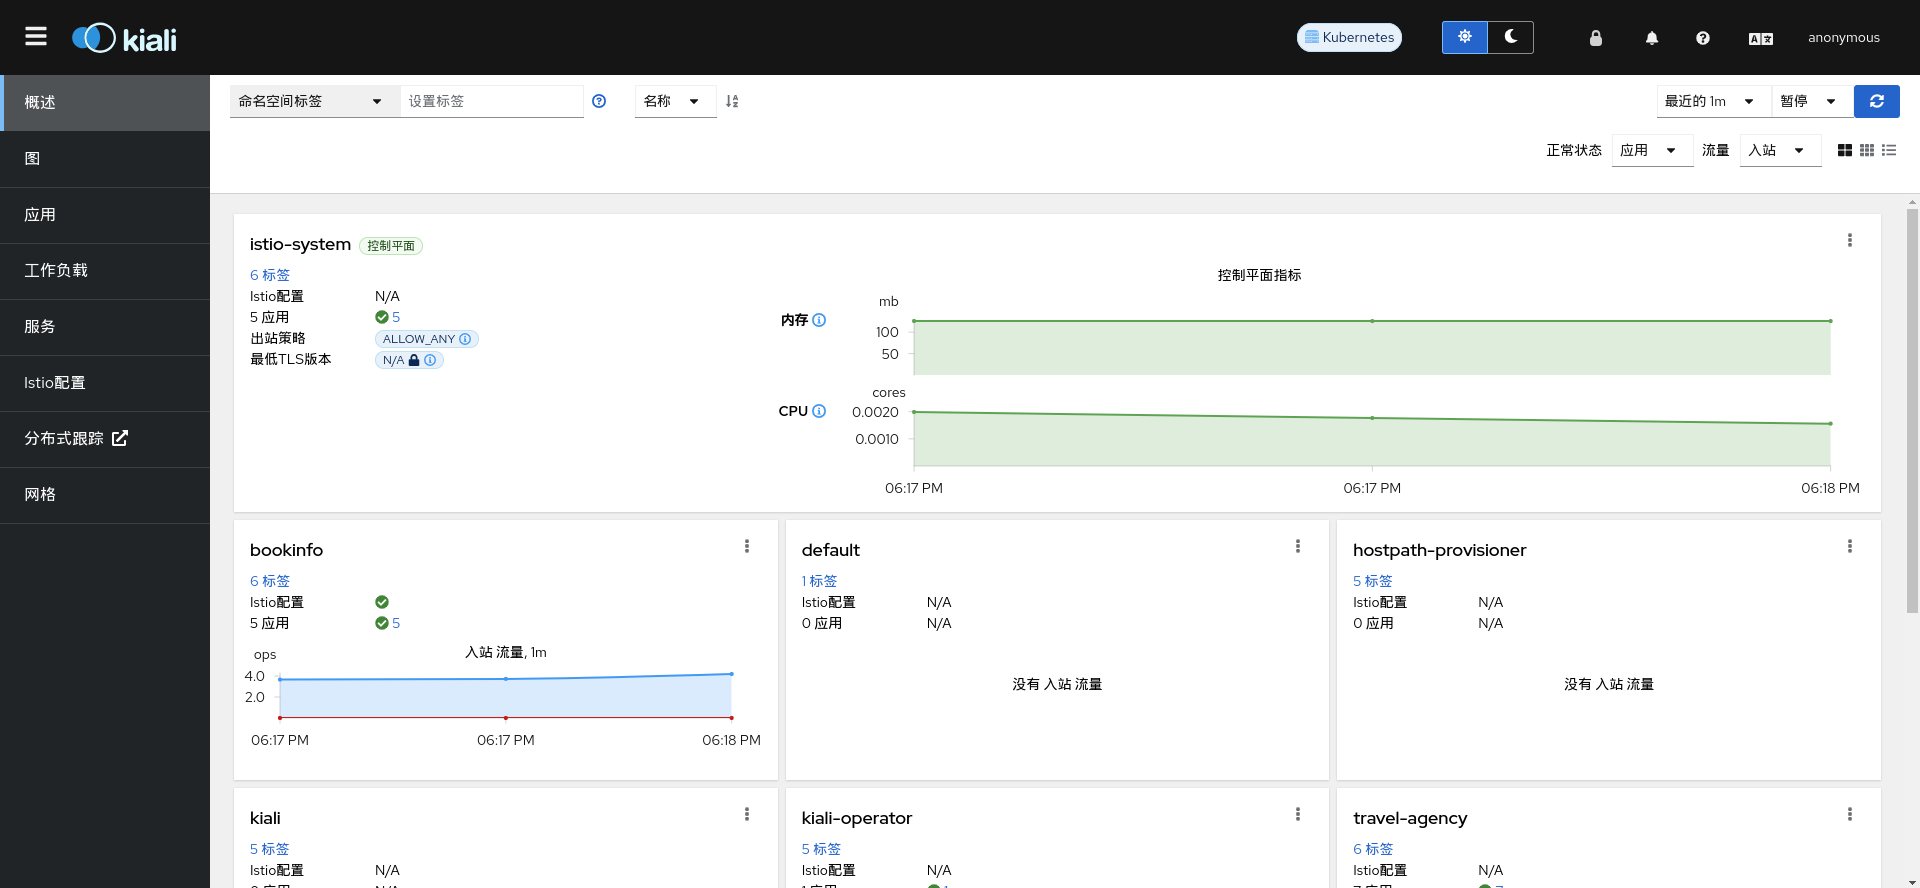 kiali
Kubernetes
anonymous
概述
图
应用
工作负载
服务
Istio配置
分布式跟踪
网格
命名空间标签
设置标签
名称
最近的 1m
暂停
正常状态
应用
流量
入站
istio-system
控制平面
6 标签
Istio配置 N/A
5 应用 5
出站策略 ALLOW_ANY
最低TLS版本 N/A
控制平面指标
内存
mb
100
50
CPU
cores
0.0020
0.0010
06:17 PM 06:17 PM 06:18 PM
bookinfo
6 标签
Istio配置
5 应用 5
入站 流量, 1m
ops
4.0
2.0
06:17 PM 06:17 PM 06:18 PM
default
1 标签
Istio配置 N/A
0 应用 N/A
没有 入站 流量
hostpath-provisioner
5 标签
Istio配置 N/A
0 应用 N/A
没有 入站 流量
kiali
5 标签
Istio配置 N/A
kiali-operator
5 标签
Istio配置 N/A
travel-agency
6 标签
Istio配置 N/A